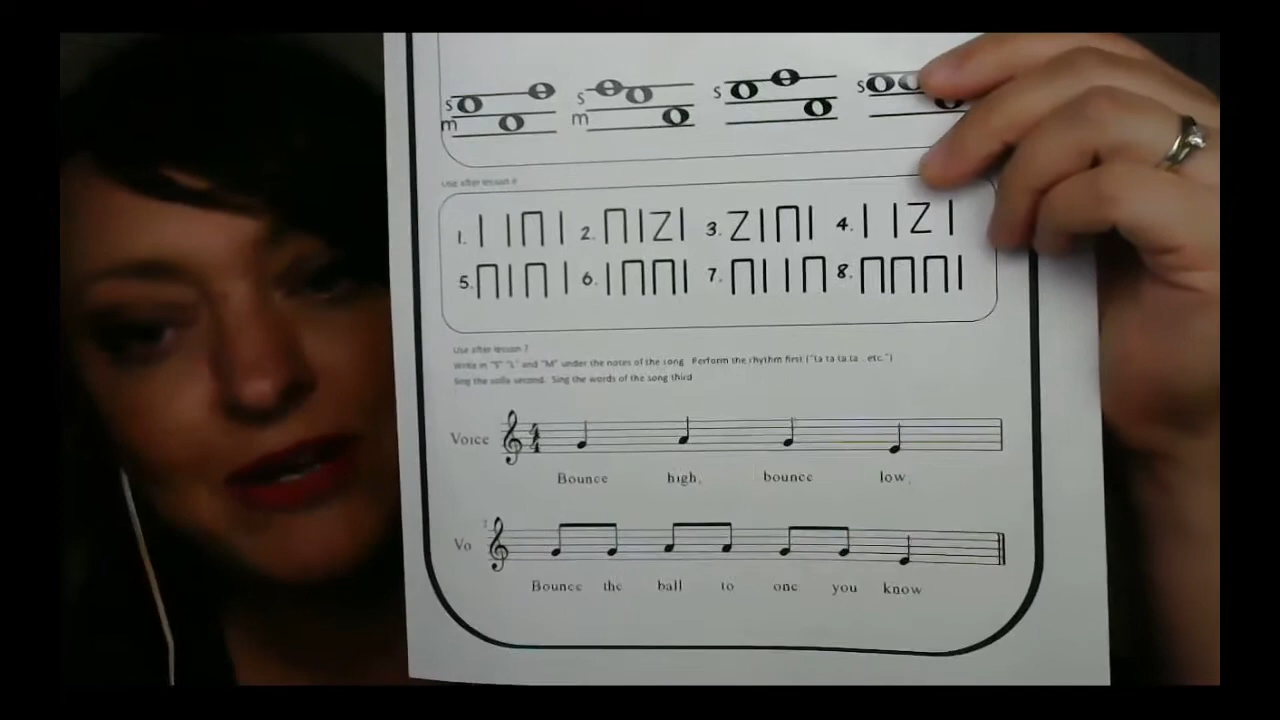 s s s s
m m
Use after lesson
1. 2. Z 3. Z 4. Z
5. 6. 7. 8.
Use after lesson 7
Write in "S" "L" and "M" under the notes of the song Perform the rhythm first ("ta ta ta ta , etc.")
Sing the solfa second. Sing the words of the song third
Voice
Bounce high, bounce low,
Vo
Bounce the ball to one you know